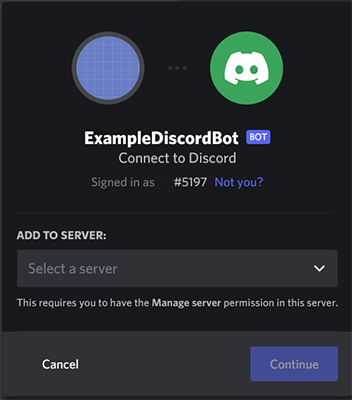 ExampleDiscordBot BOT
Connect to Discord
Signed in as #5197 Not you?
ADD TO SERVER:
Select a server
This requires you to have the Manage server permission in this server.
Cancel Continue